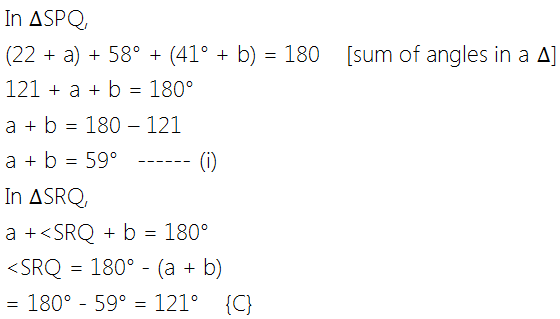 In ΔSPQ,
(22 + a) + 58° + (41° + b) = 180 [sum of angles in a Δ]
121 + a + b = 180°
a + b = 180 – 121
a + b = 59° ------ (i)
In ΔSRQ,
a +<SRQ + b = 180°
<SRQ = 180° - (a + b)
= 180° - 59° = 121° {C}